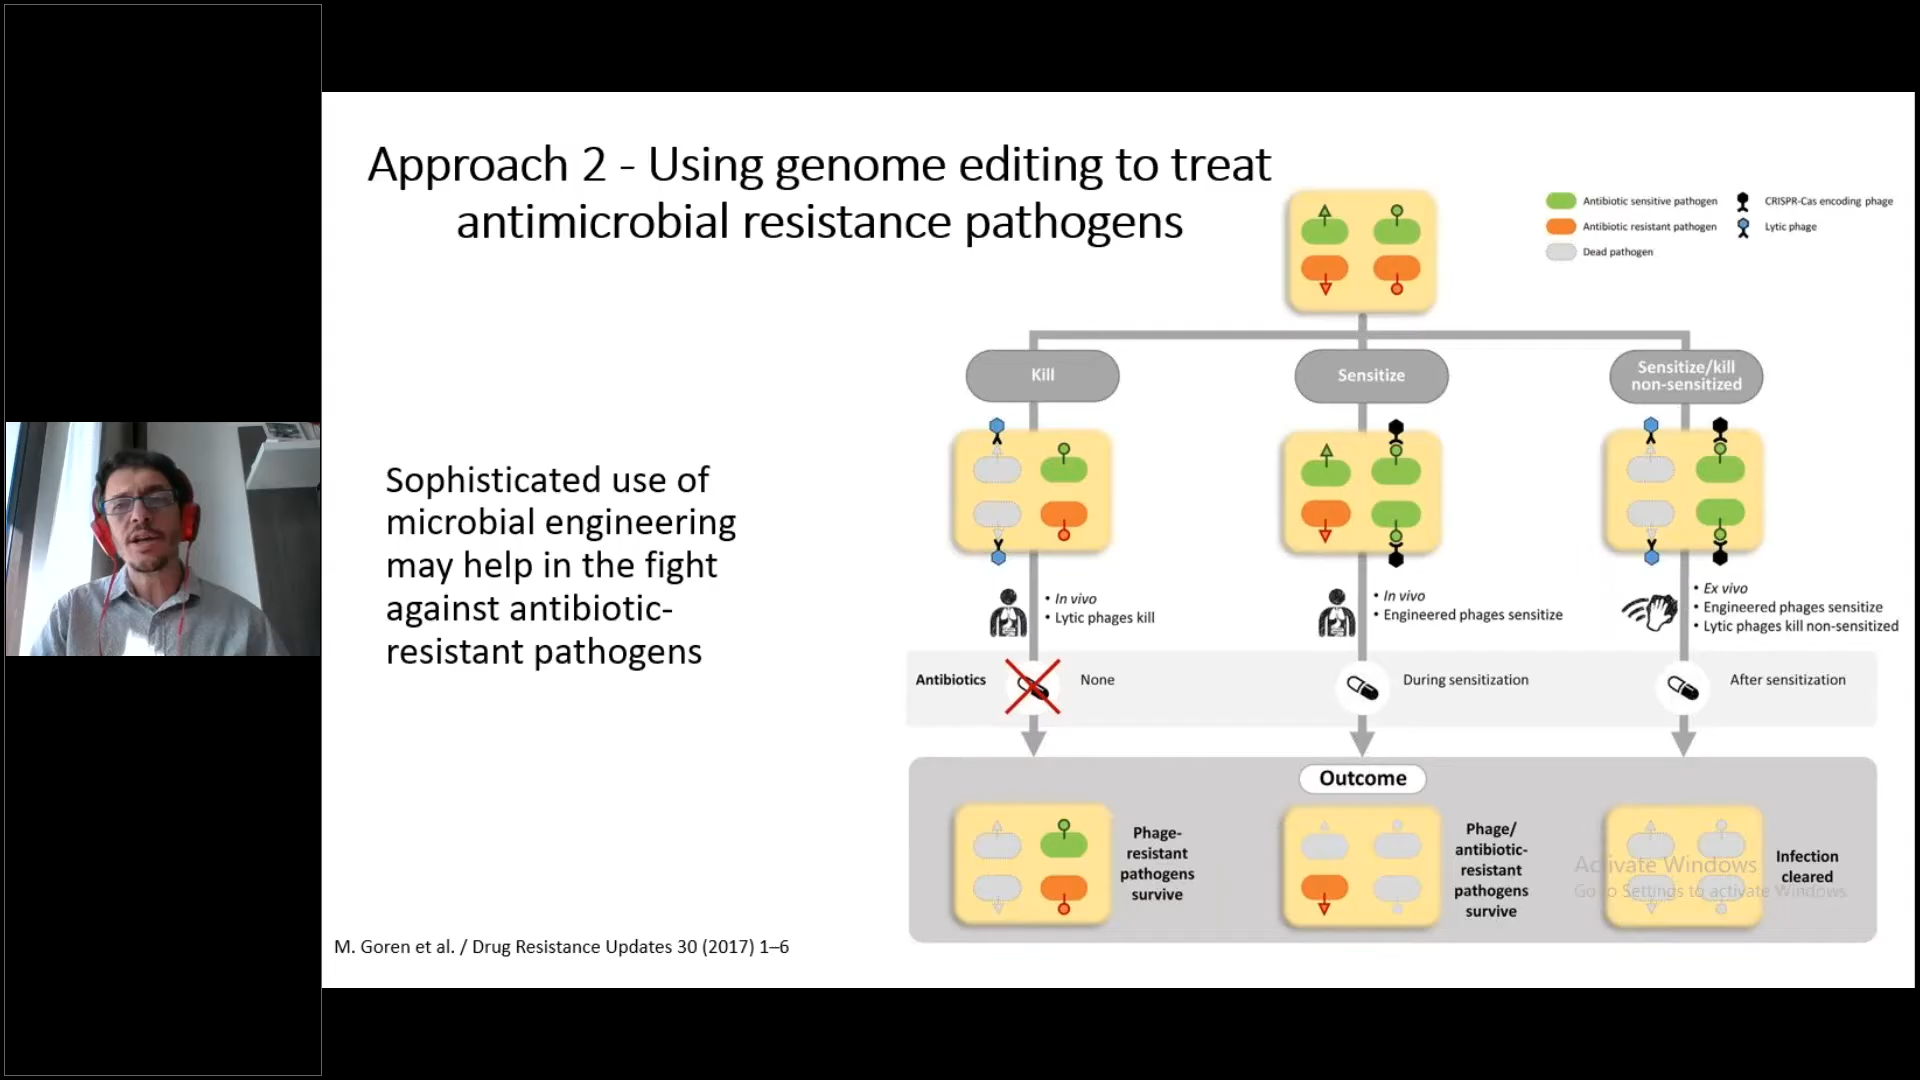 Approach 2 - Using genome editing to treat
antimicrobial resistance pathogens
Antibiotic sensitive pathogen
CRISPR-Cas encoding phage
Antibiotic resistant pathogen
Lytic phage
Dead pathogen
Kill
Sensitize
Sensitize/kill
non-sensitized
Sophisticated use of
microbial engineering
may help in the fight
against antibiotic-
resistant pathogens
• In vivo
• Lytic phages kill
• In vivo
• Engineered phages sensitize
• Ex vivo
• Engineered phages sensitize
• Lytic phages kill non-sensitized
Antibiotics
None
During sensitization
After sensitization
Outcome
Phage-
resistant
pathogens
survive
Phage/
antibiotic-
resistant
pathogens
survive
Infection
cleared
Activate Windows
Go to Settings to activate Windows.
M. Goren et al. / Drug Resistance Updates 30 (2017) 1–6